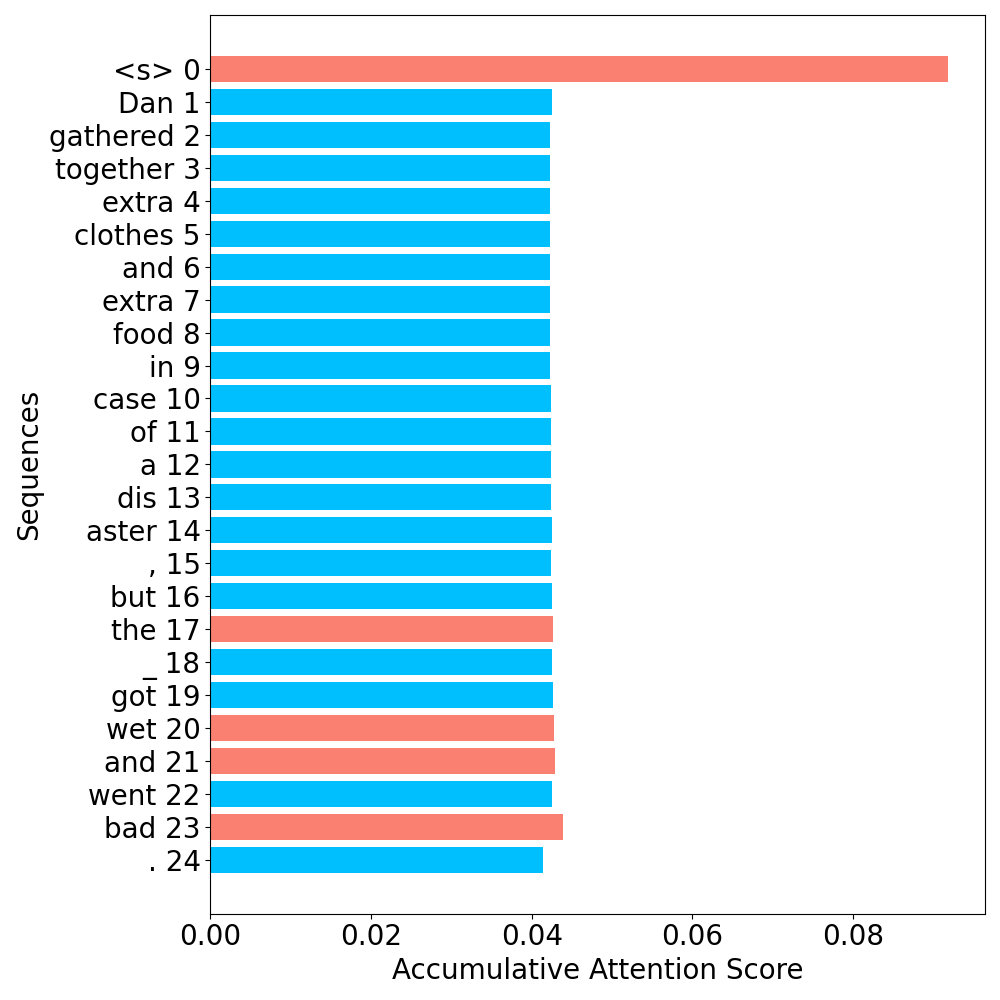 <s> 0
Dan 1
gathered 2
together 3
extra 4
clothes 5
and 6
extra 7
food 8
in 9
case 10
of 11
a 12
dis 13
aster 14
, 15
but 16
the 17
_ 18
got 19
wet 20
and 21
went 22
bad 23
. 24
Sequences
0.00 0.02 0.04 0.06 0.08
Accumulative Attention Score